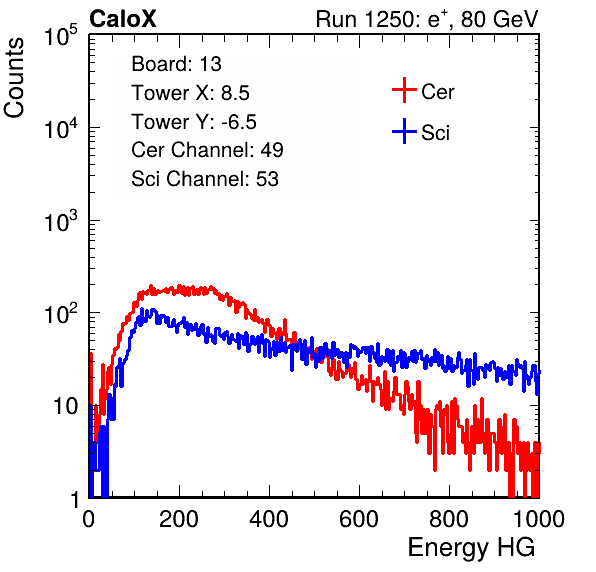 CaloX Run 1250: e⁺, 80 GeV
Counts
Board: 13
Tower X: 8.5
Tower Y: -6.5
Cer Channel: 49
Sci Channel: 53
Cer
Sci
10⁵
10⁴
10³
10²
10
1
0 200 400 600 800 1000
Energy HG